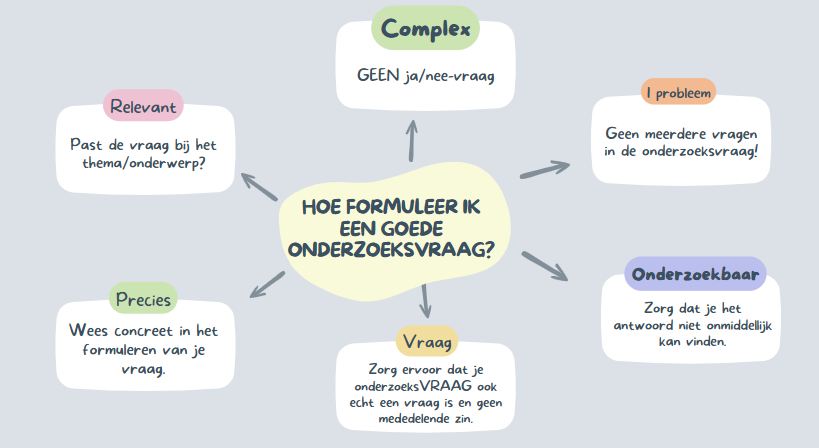 Complex
GEEN ja/nee-vraag
Relevant
Past de vraag bij het
thema/onderwerp?
1 probleem
Geen meerdere vragen
in de onderzoeksvraag!
HOE FORMULEER IK
EEN GOEDE
ONDERZOEKSVRAAG?
Precies
Wees concreet in het
formuleren van je
vraag.
Vraag
Zorg ervoor dat je
onderzoeksVRAAG ook
echt een vraag is en geen
mededelende zin.
Onderzoekbaar
Zorg dat je het
antwoord niet onmiddellijk
kan vinden.